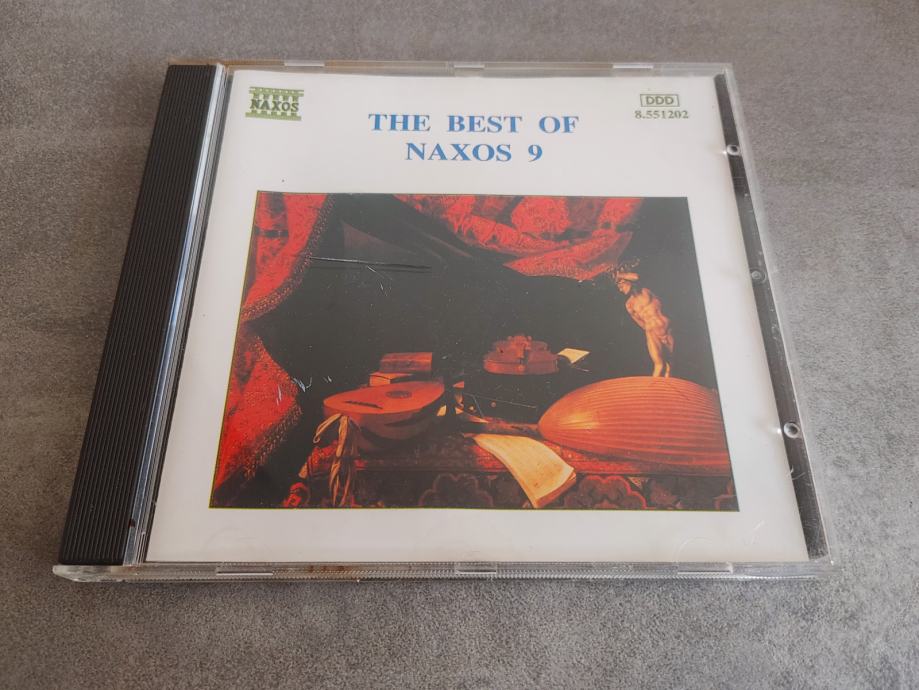 NAXOS
DDD
8.551202
THE BEST OF
NAXOS 9